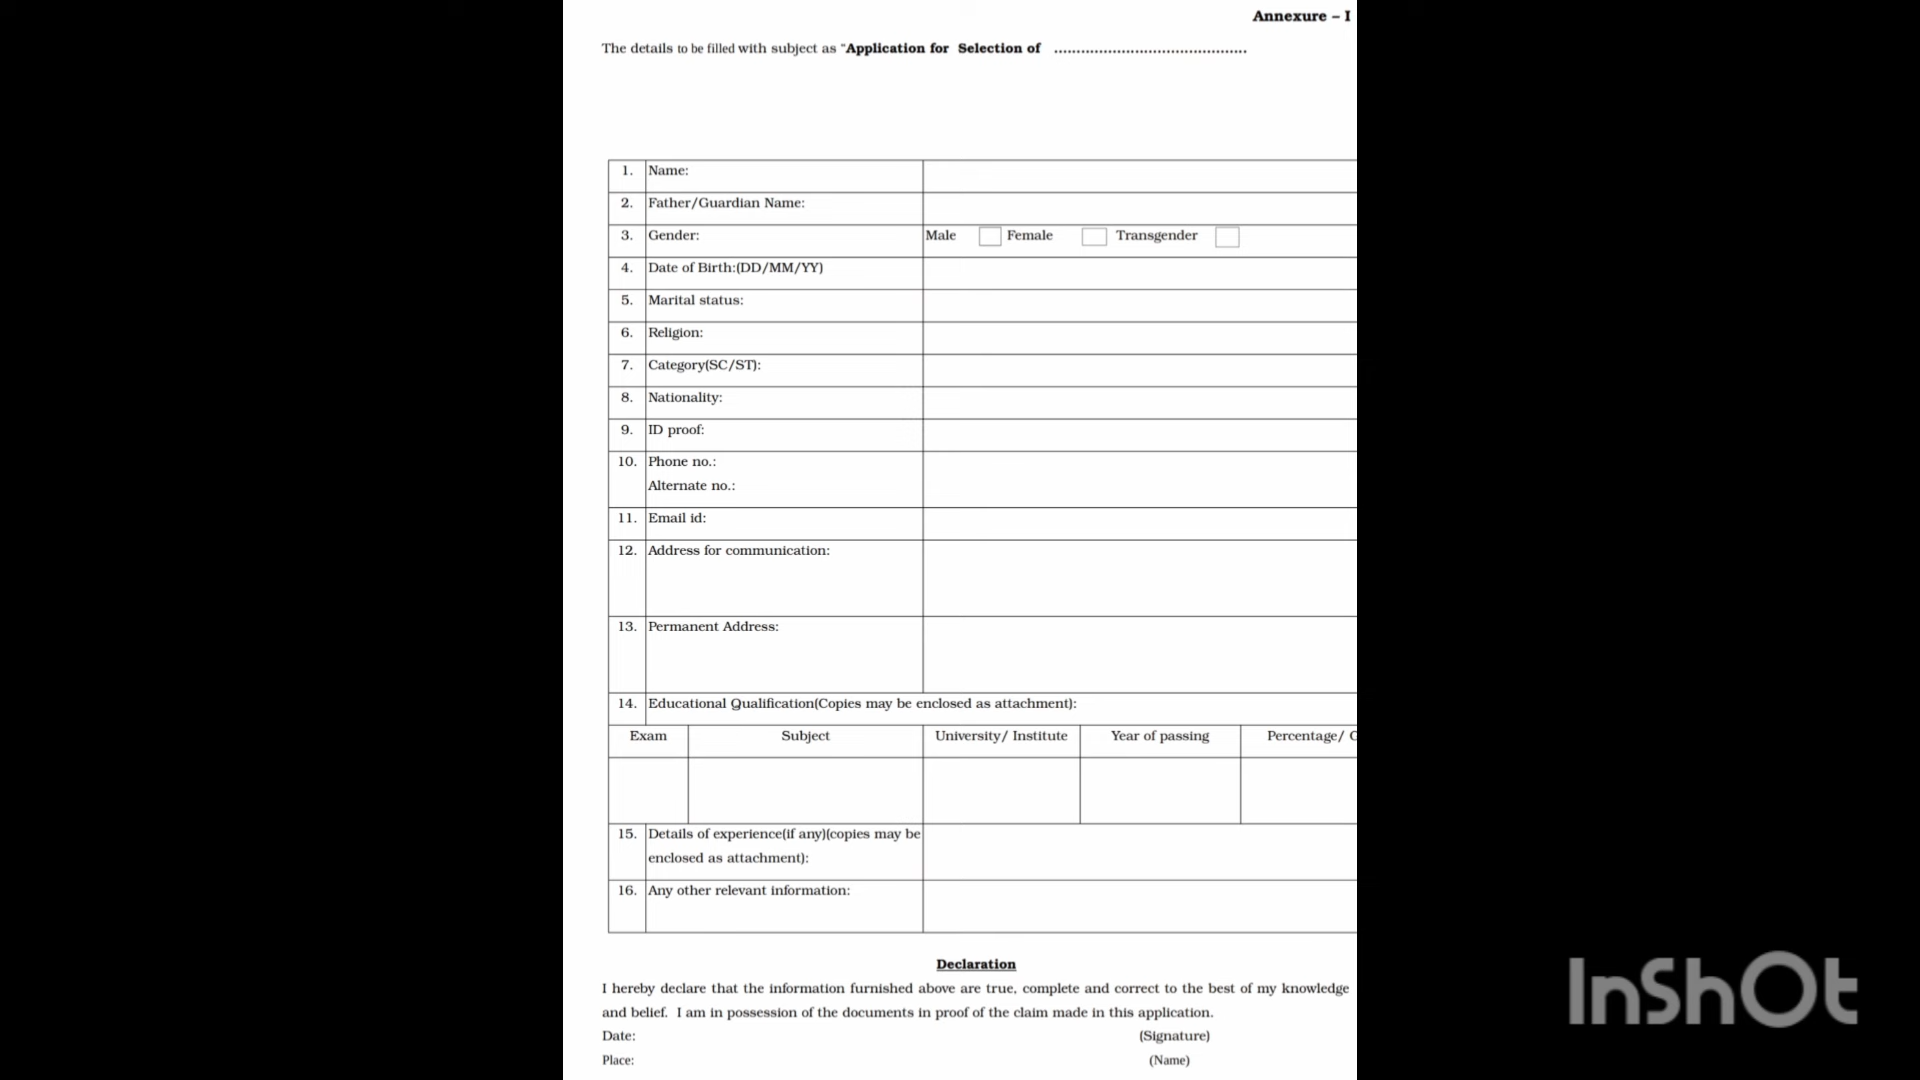 Annexure – I
The details to be filled with subject as “Application for Selection of ...........................................
1. Name:
2. Father/Guardian Name:
3. Gender: Male Female Transgender
4. Date of Birth:(DD/MM/YY)
5. Marital status:
6. Religion:
7. Category(SC/ST):
8. Nationality:
9. ID proof:
10. Phone no.:
Alternate no.:
11. Email id:
12. Address for communication:
13. Permanent Address:
14. Educational Qualification(Copies may be enclosed as attachment):
Exam Subject University/ Institute Year of passing Percentage/
15. Details of experience(if any)(copies may be
enclosed as attachment):
16. Any other relevant information:
Declaration
I hereby declare that the information furnished above are true, complete and correct to the best of my knowledge
and belief. I am in possession of the documents in proof of the claim made in this application.
Date: (Signature)
Place: (Name)
InShOt